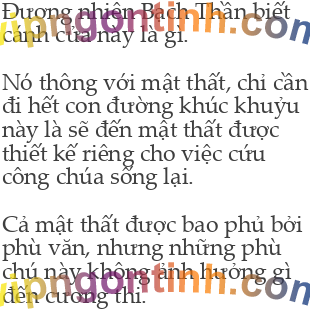 Đương nhiên Bạch Thần biết
cánh cửa này là gì.
Nó thông với mật thất, chỉ cần
đi hết con đường khúc khuỷu
này là sẽ đến mật thất được
thiết kế riêng cho việc cứu
công chúa sống lại.
Cả mật thất được bao phủ bởi
phù văn, nhưng những phù
chú này không ảnh hưởng gì
đến cương thi.